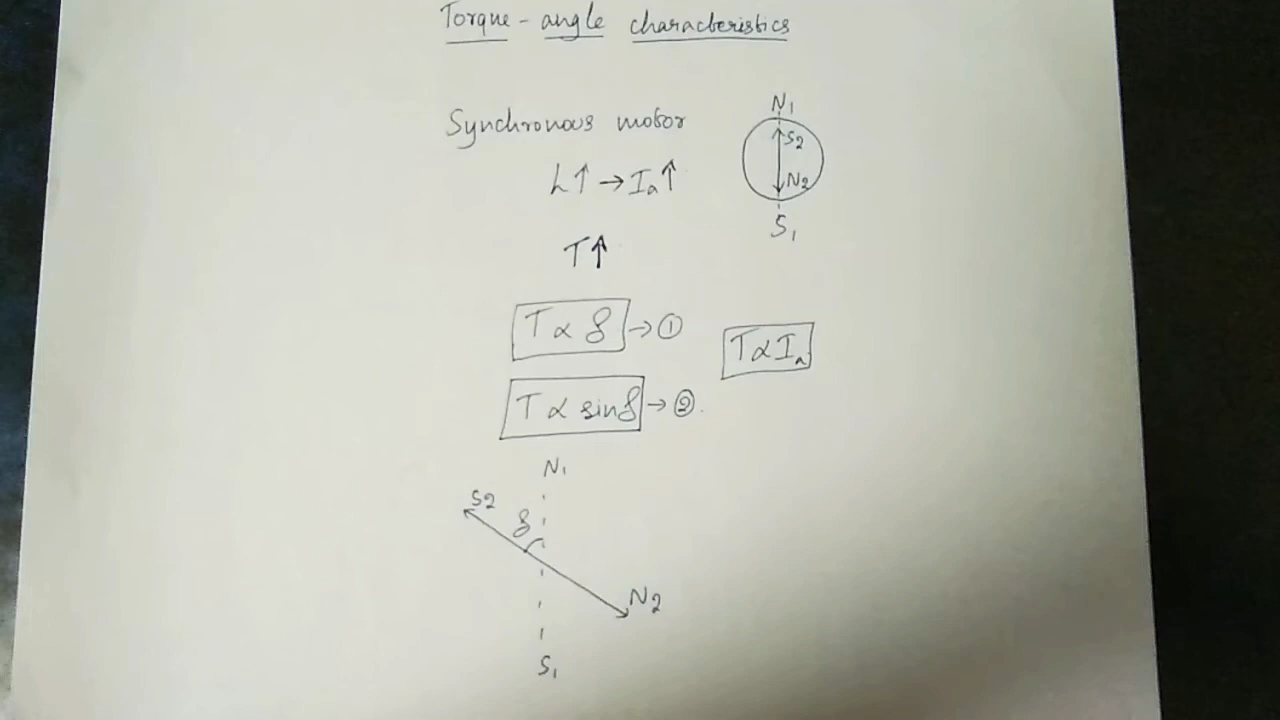 Torque - angle characteristics
Synchronous motor
L↑ → Ia↑
T↑
T ∝ δ → ①
T ∝ sinδ → ②
T ∝ Ia
N1
S2
N2
S1
N1
S2
δ
N2
S1